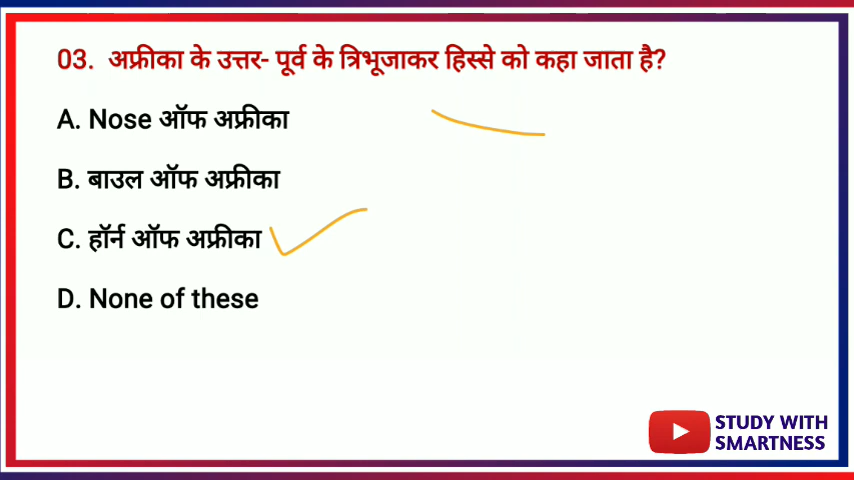 03. अफ्रीका के उत्तर- पूर्व के त्रिभूजाकर हिस्से को कहा जाता है?
A. Nose ऑफ अफ्रीका
B. बाउल ऑफ अफ्रीका
C. हॉर्न ऑफ अफ्रीका
D. None of these
STUDY WITH
SMARTNESS